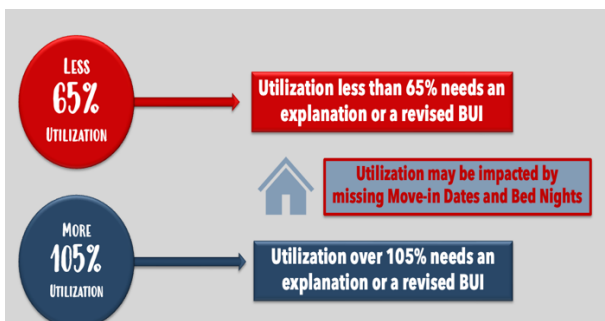 LESS
65%
UTILIZATION
Utilization less than 65% needs an
explanation or a revised BUI
Utilization may be impacted by
missing Move-in Dates and Bed Nights
MORE
105%
UTILIZATION
Utilization over 105% needs an
explanation or a revised BUI